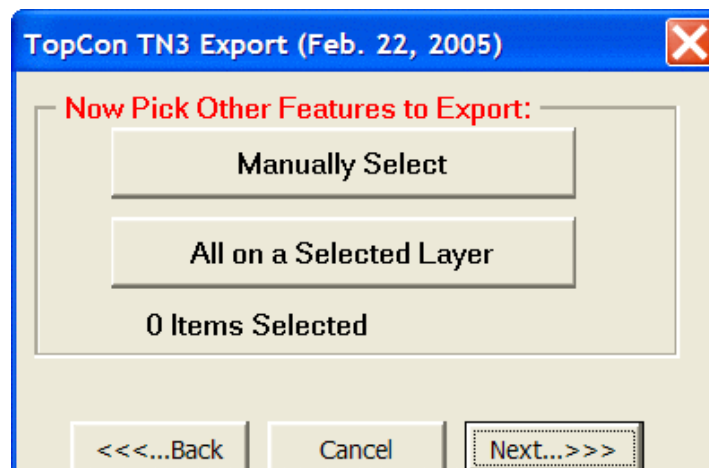 TopCon TN3 Export (Feb. 22, 2005)
Now Pick Other Features to Export:
Manually Select
All on a Selected Layer
0 Items Selected
<<<...Back Cancel Next...>>>